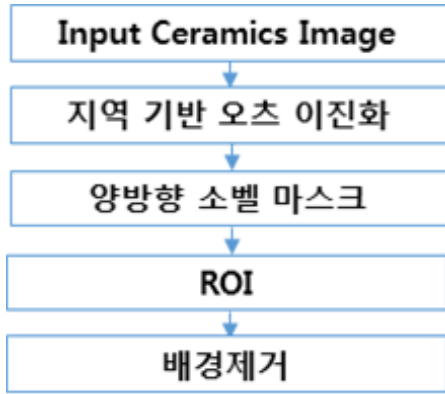 Input Ceramics Image
지역 기반 오츠 이진화
양방향 소벨 마스크
ROI
배경제거